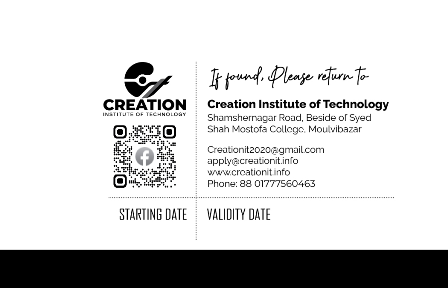 CREATION
INSTITUTE OF TECHNOLOGY
If found, Please return to
Creation Institute of Technology
Shamshernagar Road, Beside of Syed
Shah Mostofa College, Moulvibazar
Creationit2020@gmail.com
apply@creationit.info
www.creationit.info
Phone: 88 01777560463
STARTING DATE
VALIDITY DATE